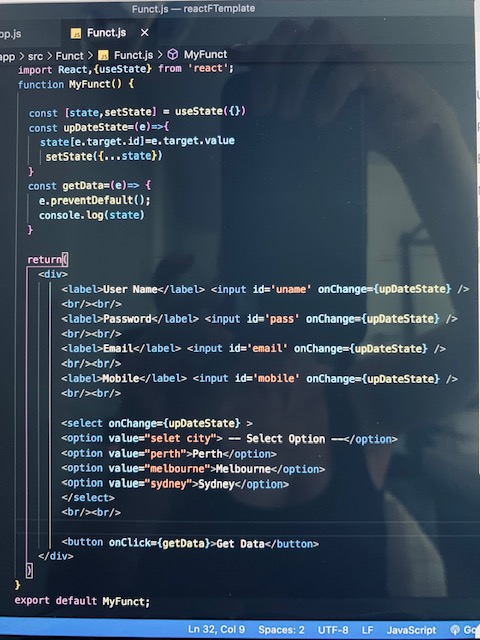 Funct.js — reactFTemplate
pp.js Funct.js ×
app > src > Funct > Funct.js > MyFunct
import React,{useState} from 'react';
function MyFunct() {
const [state,setState] = useState({})
const upDateState=(e)=>{
state[e.target.id]=e.target.value
setState({...state})
}
const getData=(e)=> {
e.preventDefault();
console.log(state)
}
return(
<div>
<label>User Name</label> <input id='uname' onChange={upDateState} />
<br/><br/>
<label>Password</label> <input id='pass' onChange={upDateState} />
<br/><br/>
<label>Email</label> <input id='email' onChange={upDateState} />
<br/><br/>
<label>Mobile</label> <input id='mobile' onChange={upDateState} />
<br/><br/>
<select onChange={upDateState} >
<option value="selet city"> -- Select Option --</option>
<option value="perth">Perth</option>
<option value="melbourne">Melbourne</option>
<option value="sydney">Sydney</option>
</select>
<br/><br/>
<button onClick={getData}>Get Data</button>
</div>
)
}
export default MyFunct;
Ln 32, Col 9 Spaces: 2 UTF-8 LF JavaScript Go